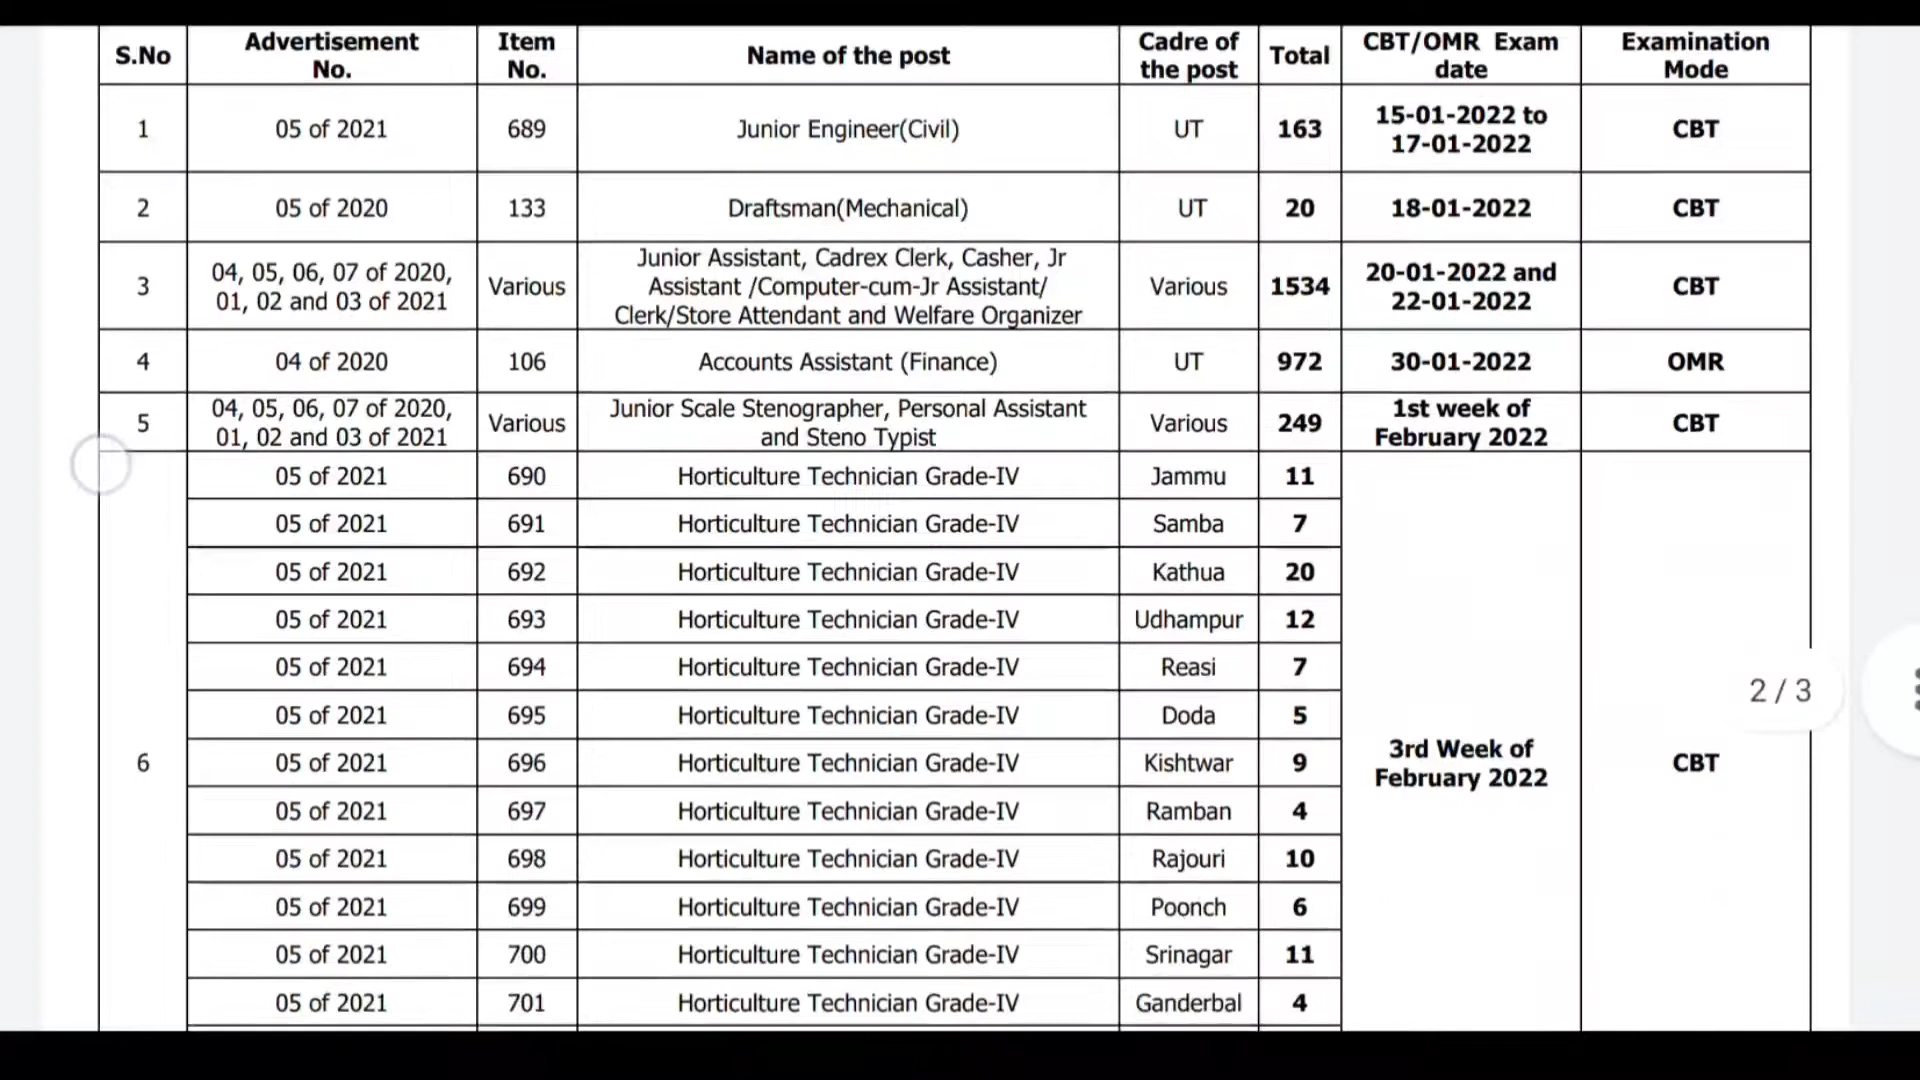 S.No Advertisement No. Item No. Name of the post Cadre of the post Total CBT/OMR Exam date Examination Mode
1 05 of 2021 689 Junior Engineer(Civil) UT 163 15-01-2022 to 17-01-2022 CBT
2 05 of 2020 133 Draftsman(Mechanical) UT 20 18-01-2022 CBT
3 04, 05, 06, 07 of 2020, 01, 02 and 03 of 2021 Various Junior Assistant, Cadrex Clerk, Casher, Jr Assistant /Computer-cum-Jr Assistant/ Clerk/Store Attendant and Welfare Organizer Various 1534 20-01-2022 and 22-01-2022 CBT
4 04 of 2020 106 Accounts Assistant (Finance) UT 972 30-01-2022 OMR
5 04, 05, 06, 07 of 2020, 01, 02 and 03 of 2021 Various Junior Scale Stenographer, Personal Assistant and Steno Typist Various 249 1st week of February 2022 CBT
05 of 2021 690 Horticulture Technician Grade-IV Jammu 11
05 of 2021 691 Horticulture Technician Grade-IV Samba 7
05 of 2021 692 Horticulture Technician Grade-IV Kathua 20
05 of 2021 693 Horticulture Technician Grade-IV Udhampur 12
05 of 2021 694 Horticulture Technician Grade-IV Reasi 7
2 / 3
05 of 2021 695 Horticulture Technician Grade-IV Doda 5
6 05 of 2021 696 Horticulture Technician Grade-IV Kishtwar 9 3rd Week of February 2022 CBT
05 of 2021 697 Horticulture Technician Grade-IV Ramban 4
05 of 2021 698 Horticulture Technician Grade-IV Rajouri 10
05 of 2021 699 Horticulture Technician Grade-IV Poonch 6
05 of 2021 700 Horticulture Technician Grade-IV Srinagar 11
05 of 2021 701 Horticulture Technician Grade-IV Ganderbal 4